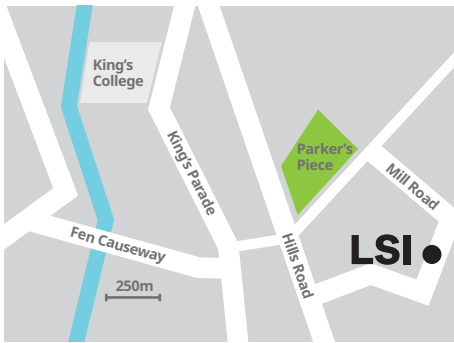 King's
College
King's Parade
Parker's
Piece
Mill Road
Fen Causeway
Hills Road
LSI
250m